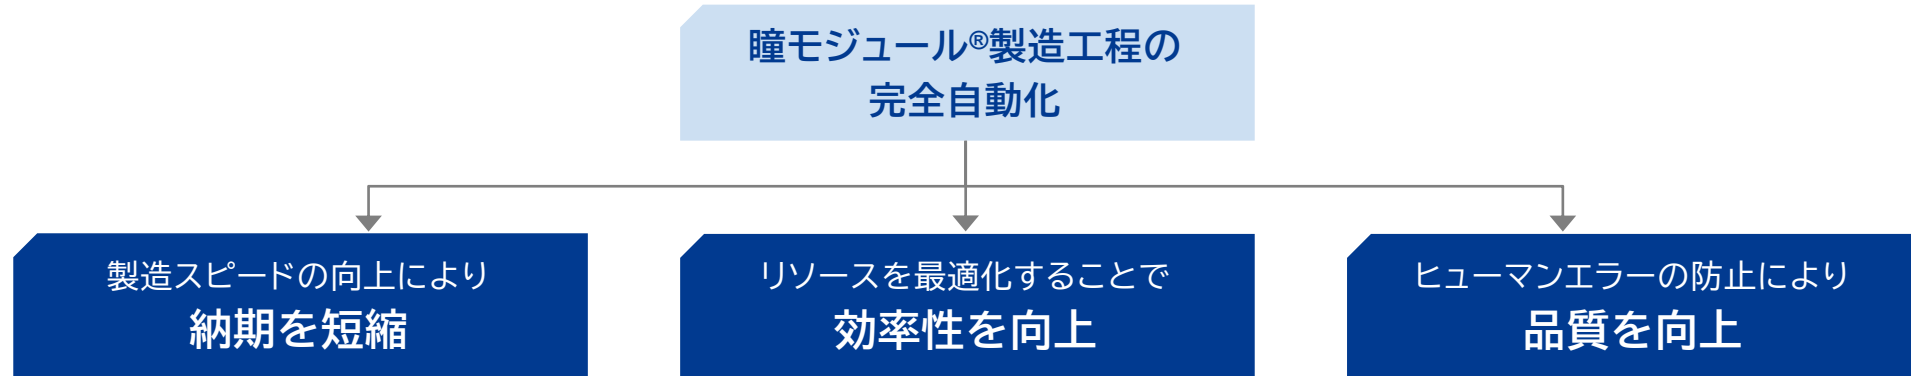 瞳モジュール®製造工程の
完全自動化
製造スピードの向上により
納期を短縮
リソースを最適化することで
効率性を向上
ヒューマンエラーの防止により
品質を向上